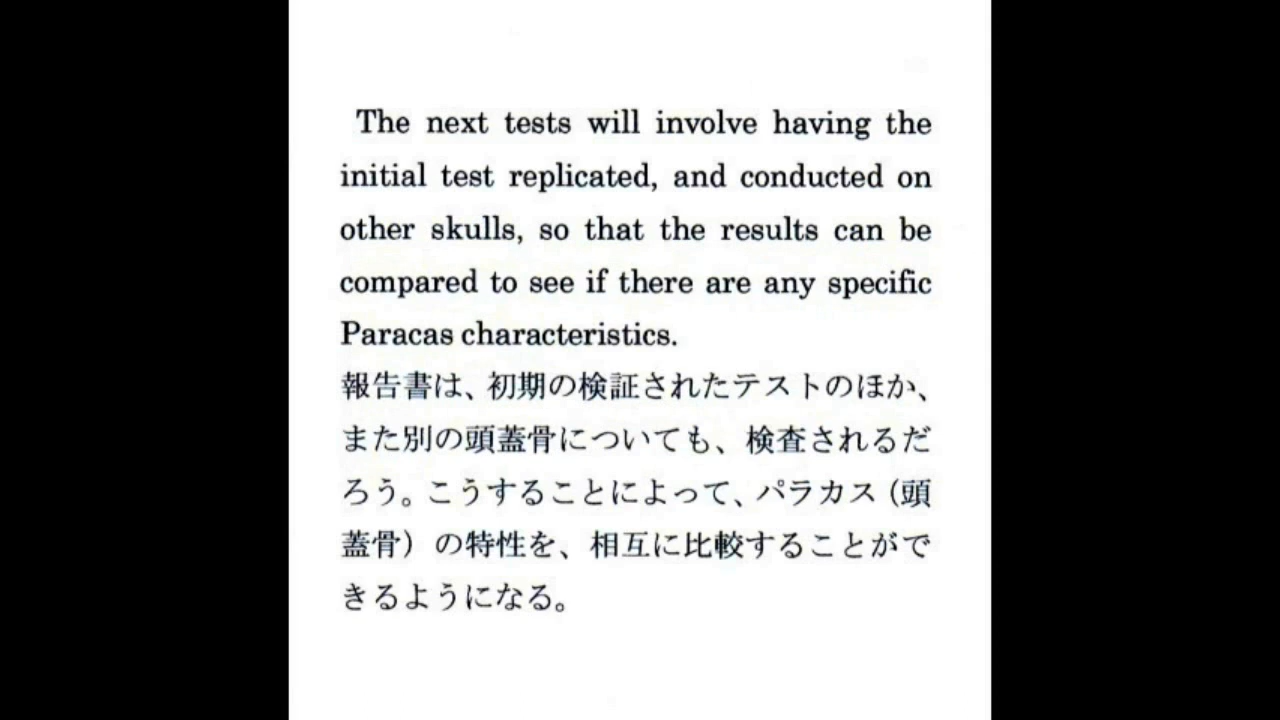 The next tests will involve having the
initial test replicated, and conducted on
other skulls, so that the results can be
compared to see if there are any specific
Paracas characteristics.
報告書は、初期の検証されたテストのほか、
また別の頭蓋骨についても、検査されるだ
ろう。こうすることによって、パラカス（頭
蓋骨）の特性を、相互に比較することがで
きるようになる。